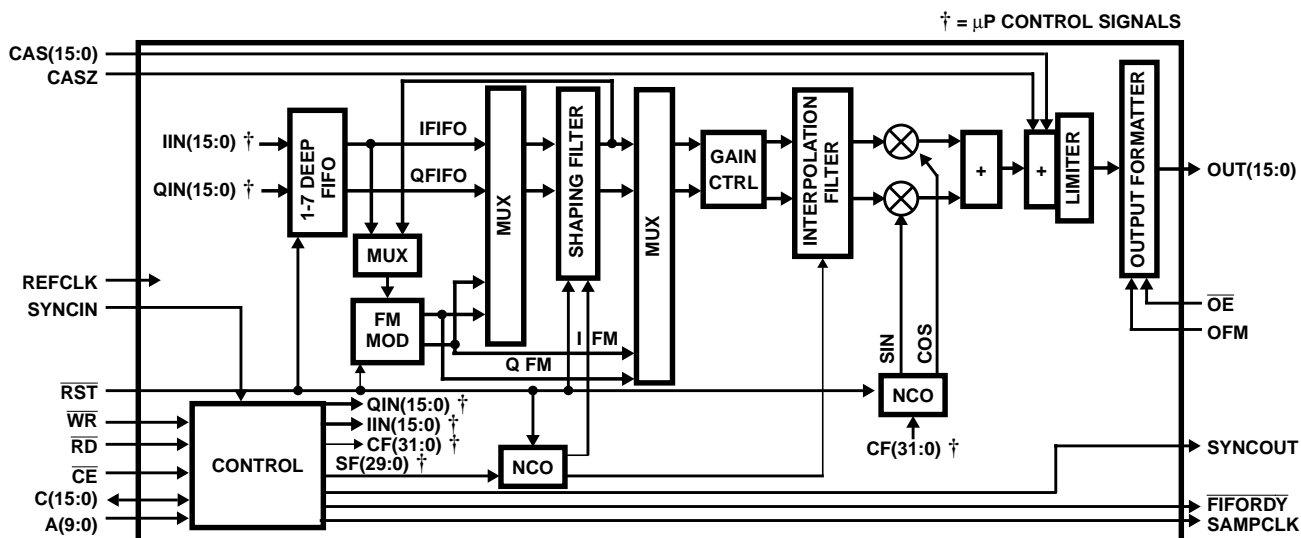 † = µP CONTROL SIGNALS
CAS(15:0)
CASZ
IIN(15:0) †
QIN(15:0) †
1-7 DEEP
FIFO
IFIFO
QFIFO
MUX
SHAPING FILTER
MUX
GAIN
CTRL
INTERPOLATION
FILTER
+
+
LIMITER
OUTPUT FORMATTER
OUT(15:0)
MUX
REFCLK
SYNCIN
FM
MOD
I FM
Q FM
SIN
COS
OE
OFM
RST
NCO
CF(31:0) †
WR
RD
CE
C(15:0)
A(9:0)
CONTROL
QIN(15:0) †
IIN(15:0) †
CF(31:0) †
SF(29:0) †
NCO
SYNCOUT
FIFORDY
SAMPCLK